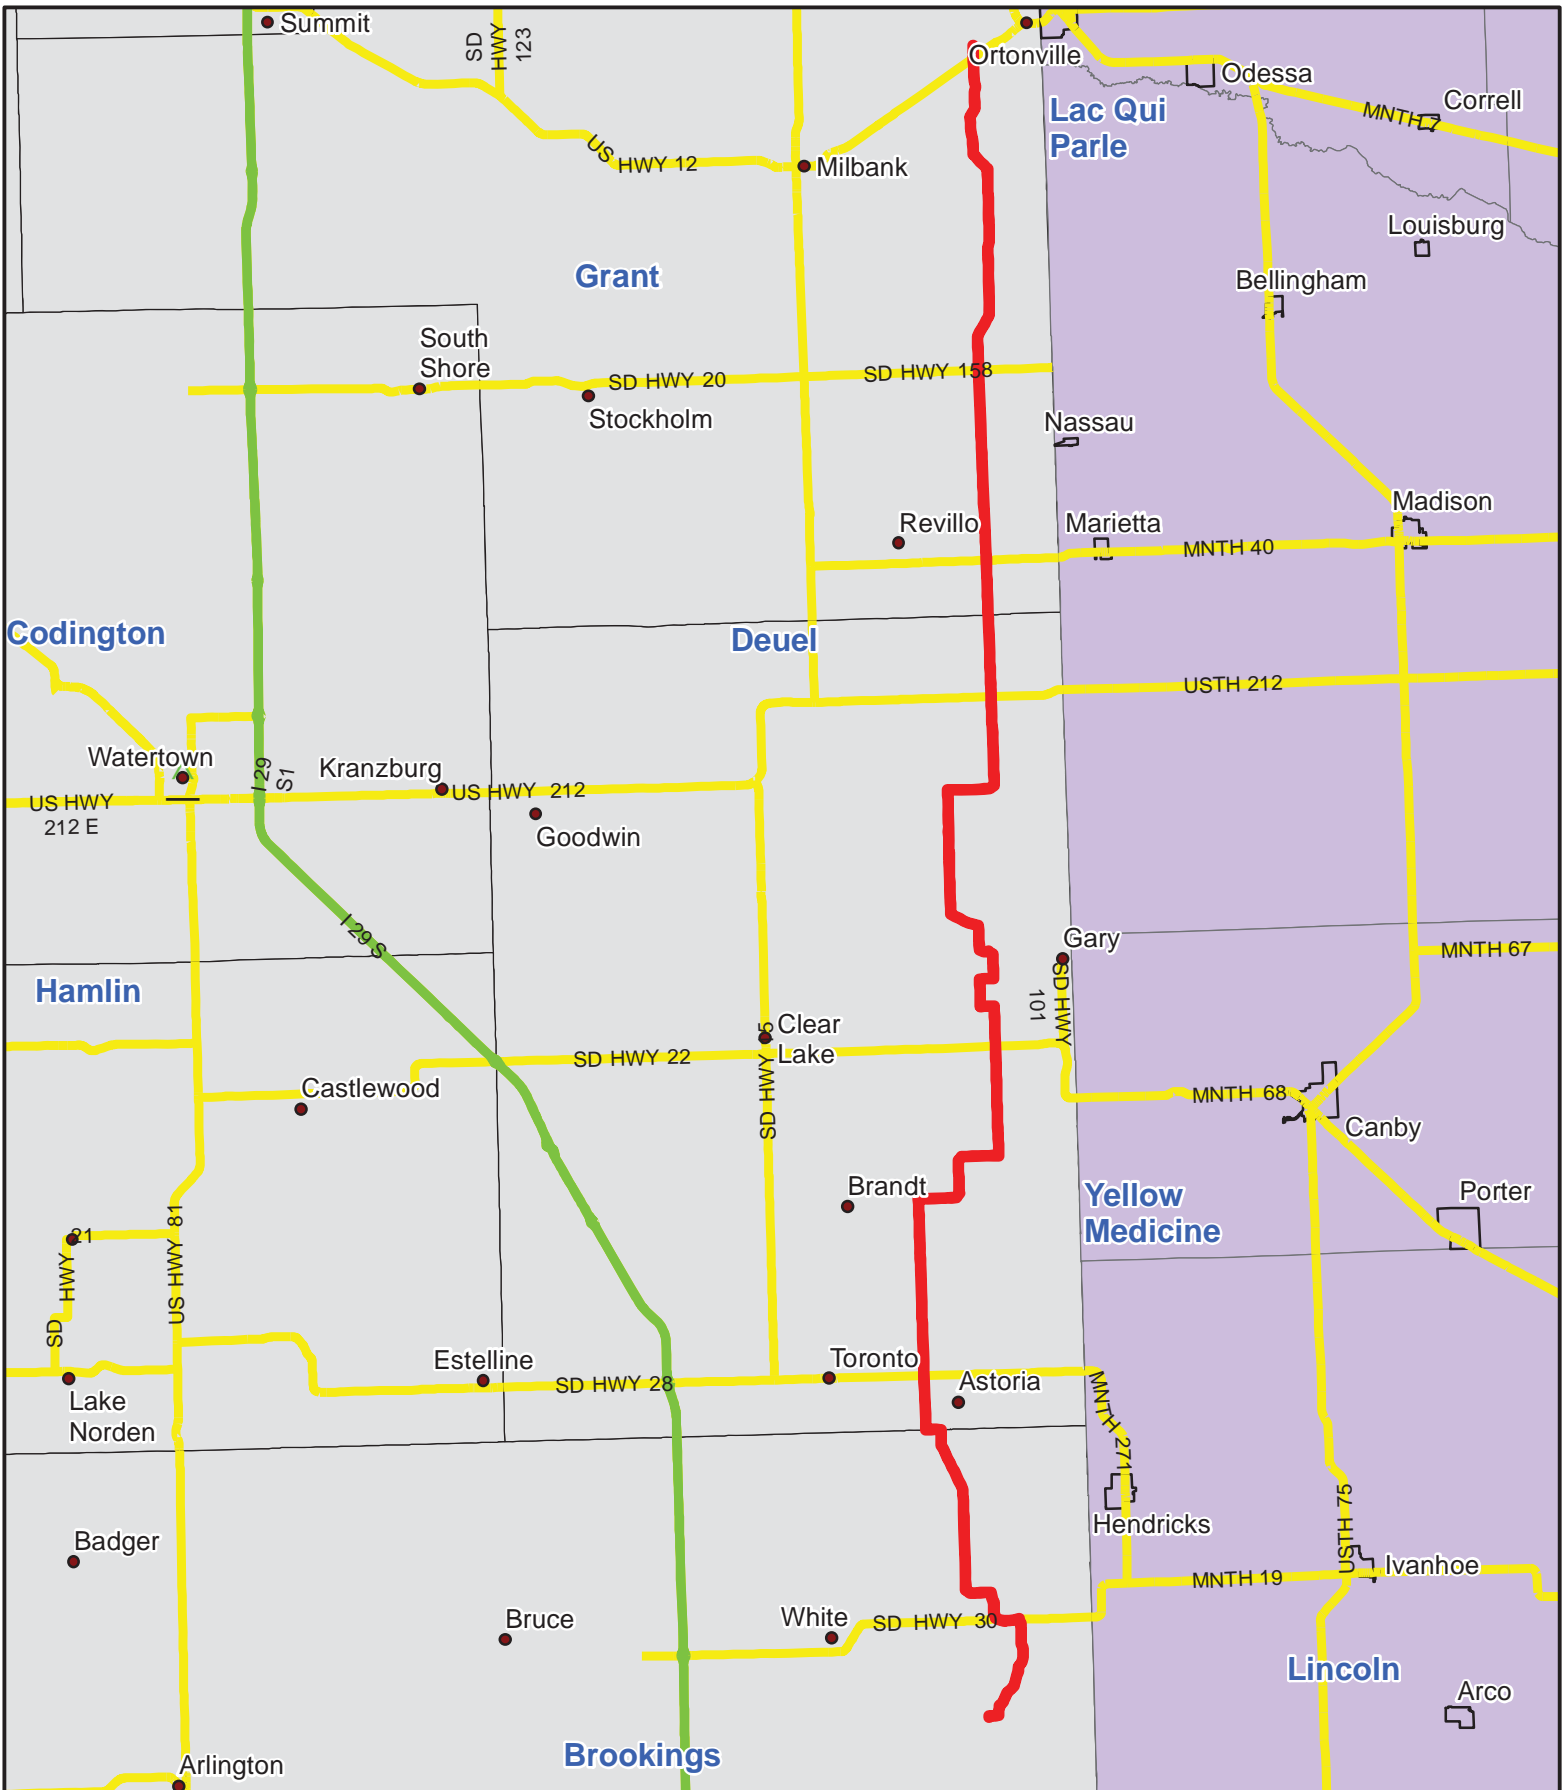 Summit
SD
HWY
123
Ortonville
Odessa
Lac Qui
Parle
Correll
MNTH 7
US
HWY 12
Milbank
Louisburg
Grant
Bellingham
South
Shore
SD HWY 20
SD HWY 158
Stockholm
Nassau
Madison
Revillo
Marietta
MNTH 40
Codington
Deuel
USTH 212
Watertown
I 29
S1
Kranzburg
US HWY 212
US HWY
212 E
Goodwin
I 29 S
Gary
MNTH 67
Hamlin
SD HWY
101
Clear
Lake
SD HWY 15
SD HWY 22
Castlewood
MNTH 68
Canby
Brandt
Yellow
Medicine
Porter
21
SD
HWY
US HWY 81
Estelline
Toronto
SD HWY 28
Astoria
Lake
Norden
MNTH 271
Hendricks
USTH 75
Badger
Ivanhoe
MNTH 19
Bruce
White
SD HWY 30
Lincoln
Arco
Brookings
Arlington